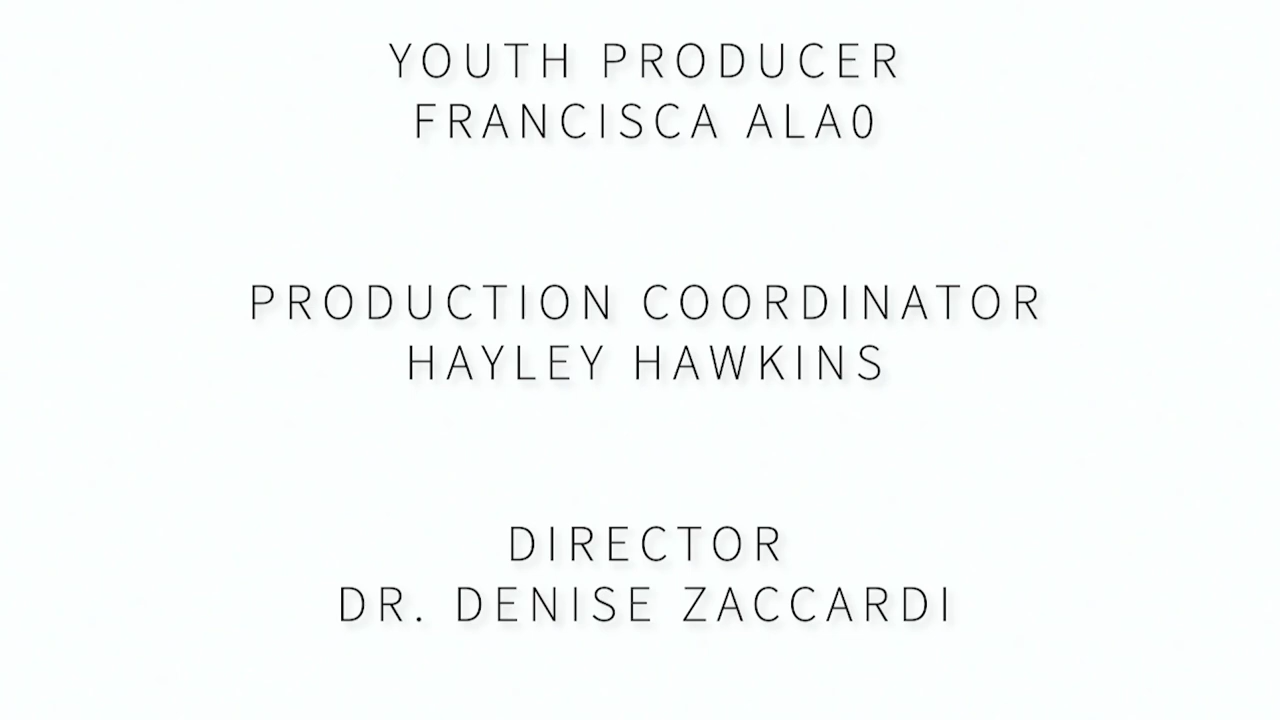 YOUTH PRODUCER
FRANCISCA ALA0
PRODUCTION COORDINATOR
HAYLEY HAWKINS
DIRECTOR
DR. DENISE ZACCARDI